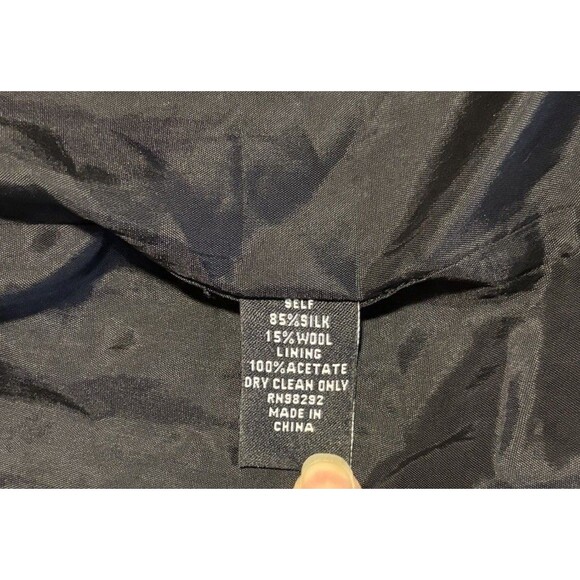 SELF
85%SILK
15%WOOL
LINING
100%ACETATE
DRY CLEAN ONLY
RN98292
MADE IN
CHINA